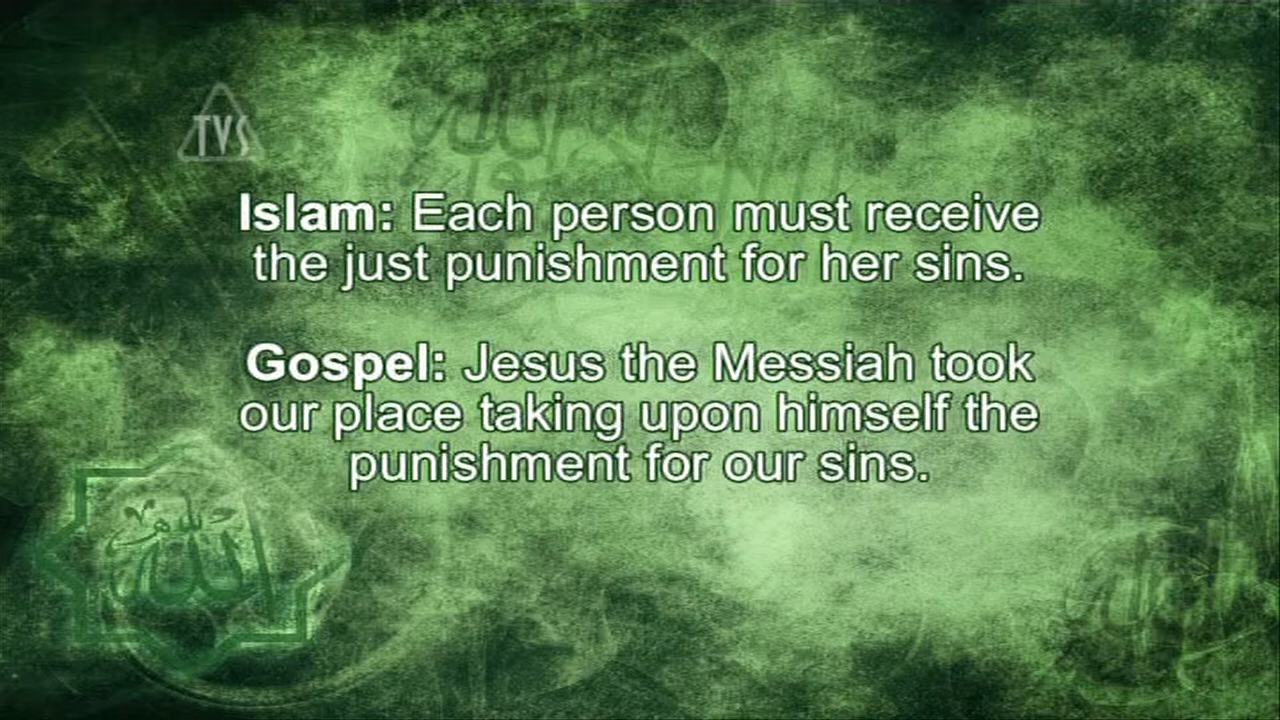 TVS
Islam: Each person must receive
the just punishment for her sins.
Gospel: Jesus the Messiah took
our place taking upon himself the
punishment for our sins.
الله